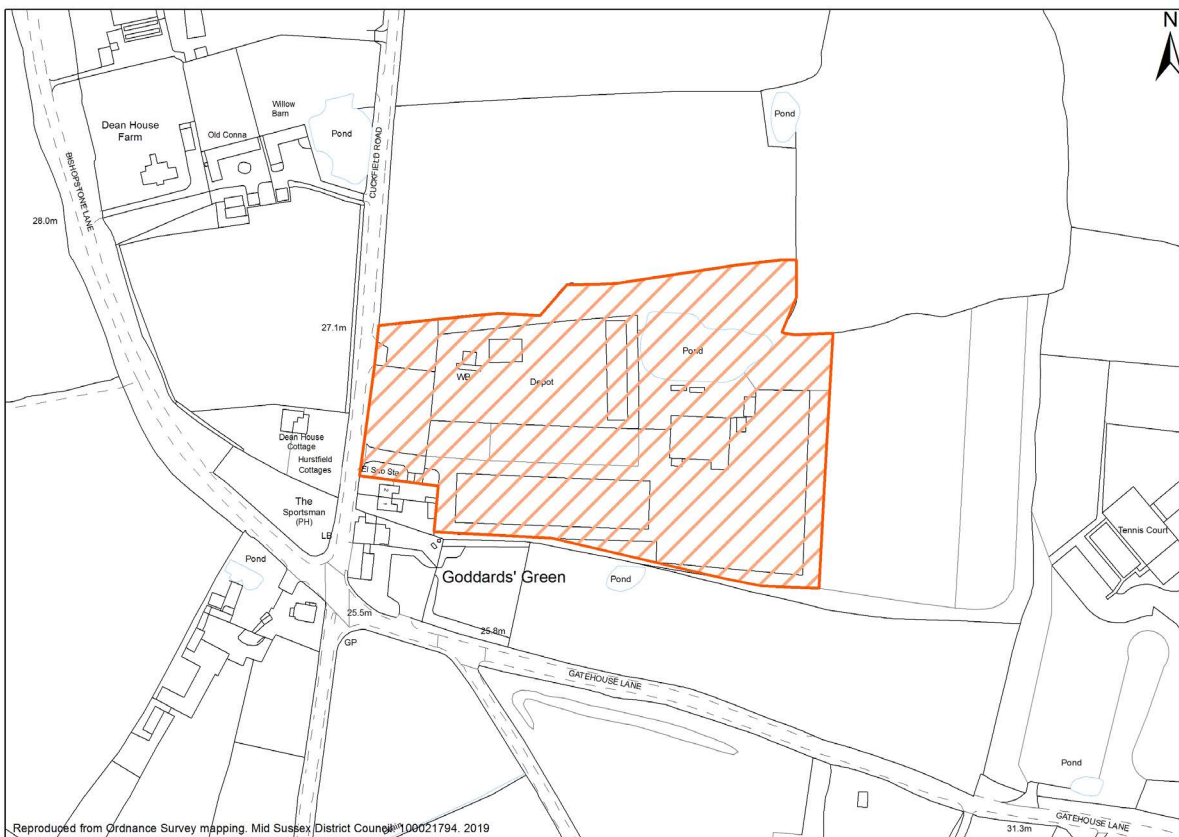 N
Pond
Willow
Barn
Dean House
Farm
Old Conna
Pond
CUCKFIELD ROAD
BISHOPSTONE LANE
28.0m
27.1m
Pond
WB
Depot
Dean House
Cottage
Hurstfield
Cottages
El Sub Sta
The
Sportsman
(PH)
LB
Tennis Court
Pond
Goddards' Green
Pond
25.5m
25.8m
GP
GATEHOUSE LANE
Pond
GATEHOUSE LANE
31.3m
Reproduced from Ordnance Survey mapping. Mid Sussex District Council. 100021794. 2019